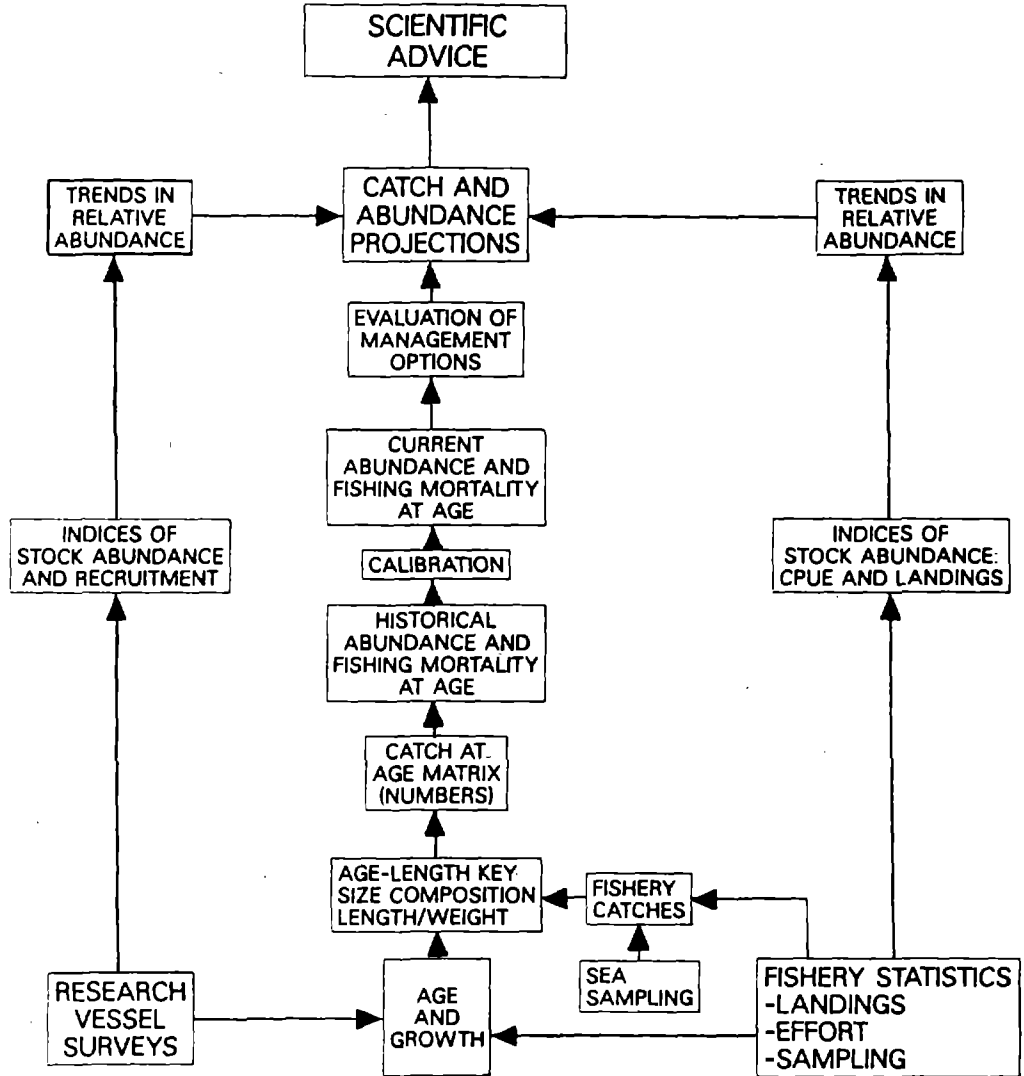 SCIENTIFIC
ADVICE
TRENDS IN
RELATIVE
ABUNDANCE
CATCH AND
ABUNDANCE
PROJECTIONS
TRENDS IN
RELATIVE
ABUNDANCE
EVALUATION OF
MANAGEMENT
OPTIONS
CURRENT
ABUNDANCE AND
FISHING MORTALITY
AT AGE
INDICES OF
STOCK ABUNDANCE
AND RECRUITMENT
CALIBRATION
INDICES OF
STOCK ABUNDANCE:
CPUE AND LANDINGS
HISTORICAL
ABUNDANCE AND
FISHING MORTALITY
AT AGE
CATCH AT
AGE MATRIX
(NUMBERS)
AGE-LENGTH KEY
SIZE COMPOSITION
LENGTH/WEIGHT
FISHERY
CATCHES
RESEARCH
VESSEL
SURVEYS
AGE
AND
GROWTH
SEA
SAMPLING
FISHERY STATISTICS
-LANDINGS
-EFFORT
-SAMPLING